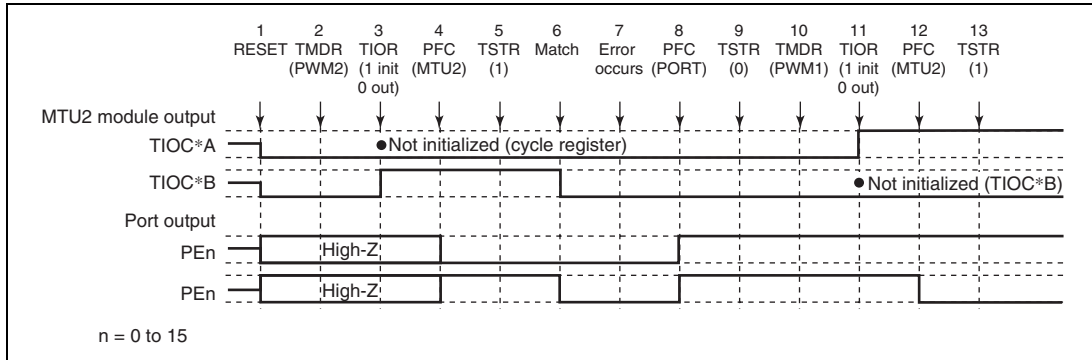 1 2 3 4 5 6 7 8 9 10 11 12 13
RESET TMDR TIOR PFC TSTR Match Error PFC TSTR TMDR TIOR PFC TSTR
(PWM2) (1 init (MTU2) (1) occurs (PORT) (0) (PWM1) (1 init (MTU2) (1)
0 out) 0 out)
MTU2 module output
TIOC*A ●Not initialized (cycle register)
TIOC*B ● Not initialized (TIOC*B)
Port output
PEn High-Z
PEn High-Z
n = 0 to 15